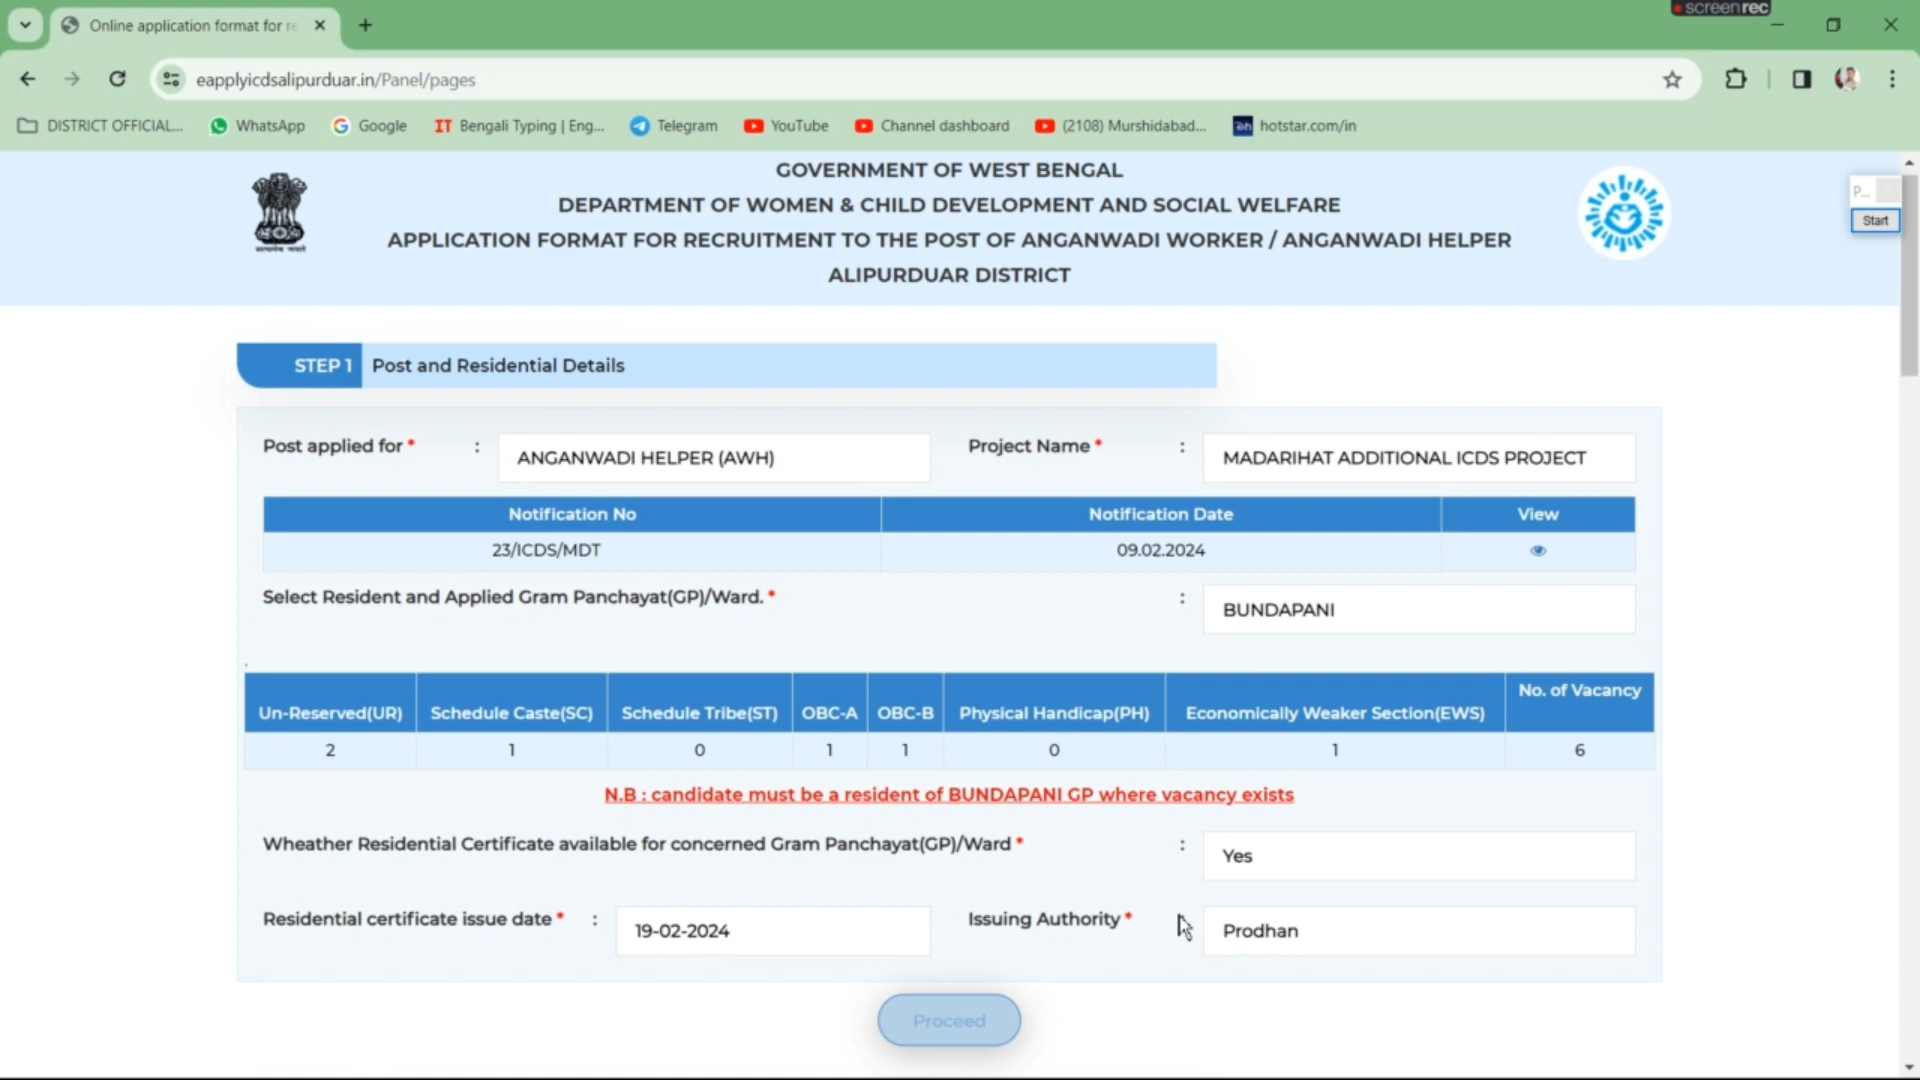 screenrec
Online application format for re
eapplyicdsalipurduar.in/Panel/pages
DISTRICT OFFICIAL...
WhatsApp
Google
Bengali Typing | Eng...
Telegram
YouTube
Channel dashboard
(2108) Murshidabad...
hotstar.com/in
GOVERNMENT OF WEST BENGAL
DEPARTMENT OF WOMEN & CHILD DEVELOPMENT AND SOCIAL WELFARE
APPLICATION FORMAT FOR RECRUITMENT TO THE POST OF ANGANWADI WORKER / ANGANWADI HELPER
ALIPURDUAR DISTRICT
P...
Start
STEP 1 Post and Residential Details
Post applied for * : ANGANWADI HELPER (AWH) Project Name * : MADARIHAT ADDITIONAL ICDS PROJECT
Notification No Notification Date View
23/ICDS/MDT 09.02.2024
Select Resident and Applied Gram Panchayat(GP)/Ward. * : BUNDAPANI
.
Un-Reserved(UR) Schedule Caste(SC) Schedule Tribe(ST) OBC-A OBC-B Physical Handicap(PH) Economically Weaker Section(EWS) No. of Vacancy
2 1 0 1 1 0 1 6
N.B : candidate must be a resident of BUNDAPANI GP where vacancy exists
Wheather Residential Certificate available for concerned Gram Panchayat(GP)/Ward * : Yes
Residential certificate issue date * : 19-02-2024 Issuing Authority * : Prodhan
Proceed